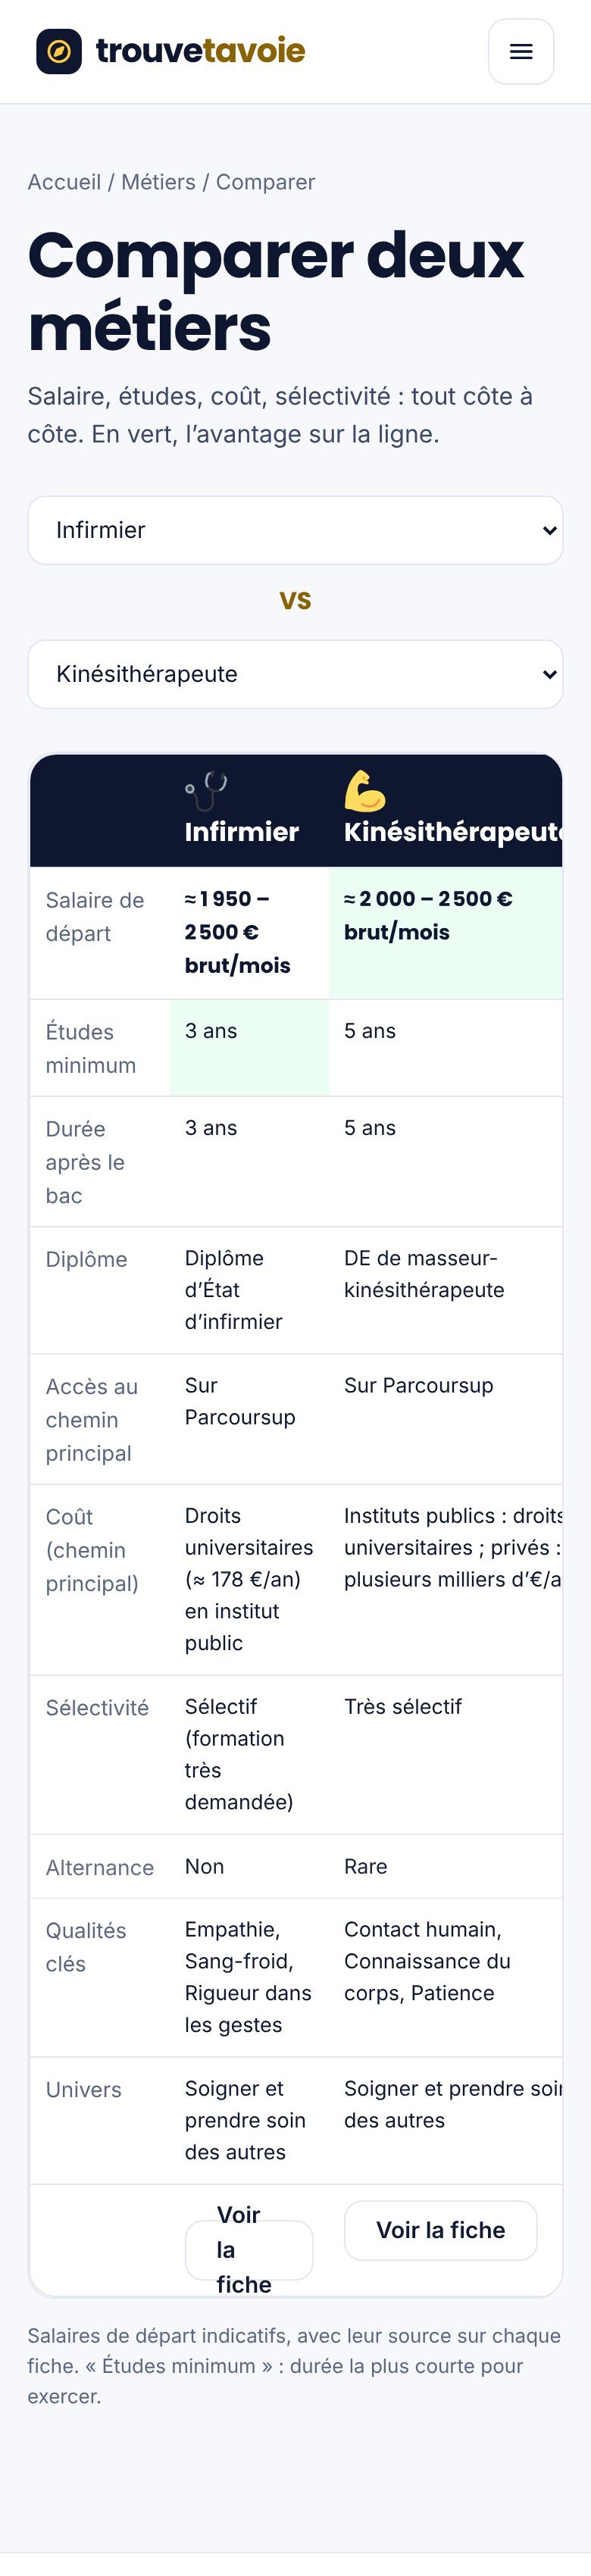 trouvetavoie
Accueil / Métiers / Comparer
Comparer deux
métiers
Salaire, études, coût, sélectivité : tout côte à
côte. En vert, l’avantage sur la ligne.
Infirmier
VS
Kinésithérapeute
Infirmier
Kinésithérapeute
Salaire de
départ
≈ 1 950 –
2 500 €
brut/mois
≈ 2 000 – 2 500 €
brut/mois
Études
minimum
3 ans
5 ans
Durée
après le
bac
3 ans
5 ans
Diplôme
Diplôme
d’État
d’infirmier
DE de masseur-
kinésithérapeute
Accès au
chemin
principal
Sur
Parcoursup
Sur Parcoursup
Coût
(chemin
principal)
Droits
universitaires
(≈ 178 €/an)
en institut
public
Instituts publics : droits
universitaires ; privés :
plusieurs milliers d’€/a
Sélectivité
Sélectif
(formation
très
demandée)
Très sélectif
Alternance
Non
Rare
Qualités
clés
Empathie,
Sang-froid,
Rigueur dans
les gestes
Contact humain,
Connaissance du
corps, Patience
Univers
Soigner et
prendre soin
des autres
Soigner et prendre soin
des autres
Voir
la
fiche
Voir la fiche
Salaires de départ indicatifs, avec leur source sur chaque
fiche. « Études minimum » : durée la plus courte pour
exercer.